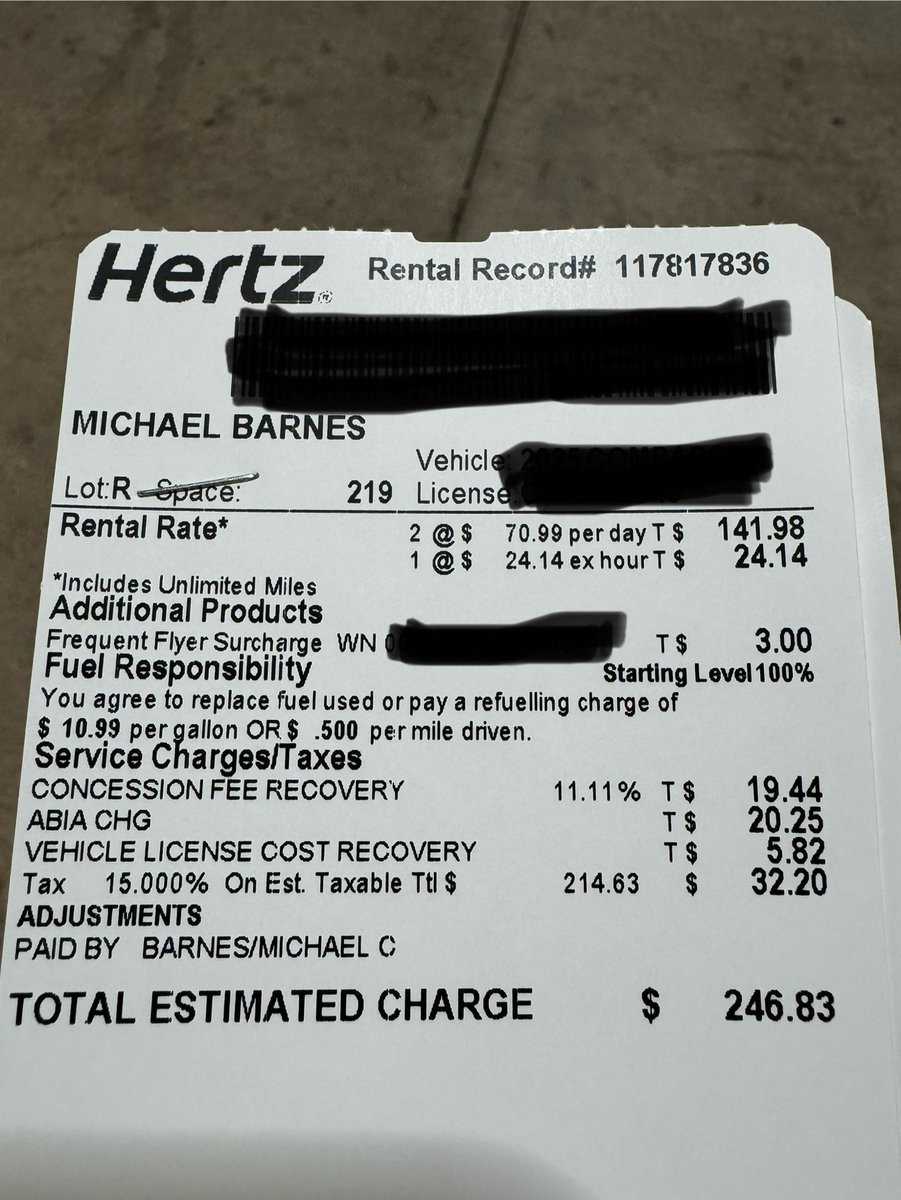 Hertz® Rental Record# 117817836
MICHAEL BARNES
Vehicle:
Lot:R Space: 219 License:
Rental Rate* 2 @ $ 70.99 per day T $ 141.98
1 @ $ 24.14 ex hour T $ 24.14
*Includes Unlimited Miles
Additional Products
Frequent Flyer Surcharge WN T $ 3.00
Fuel Responsibility Starting Level 100%
You agree to replace fuel used or pay a refuelling charge of
$ 10.99 per gallon OR $ .500 per mile driven.
Service Charges/Taxes
CONCESSION FEE RECOVERY 11.11% T $ 19.44
ABIA CHG T $ 20.25
VEHICLE LICENSE COST RECOVERY T $ 5.82
Tax 15.000% On Est. Taxable Ttl $ 214.63 $ 32.20
ADJUSTMENTS
PAID BY BARNES/MICHAEL C
TOTAL ESTIMATED CHARGE $ 246.83